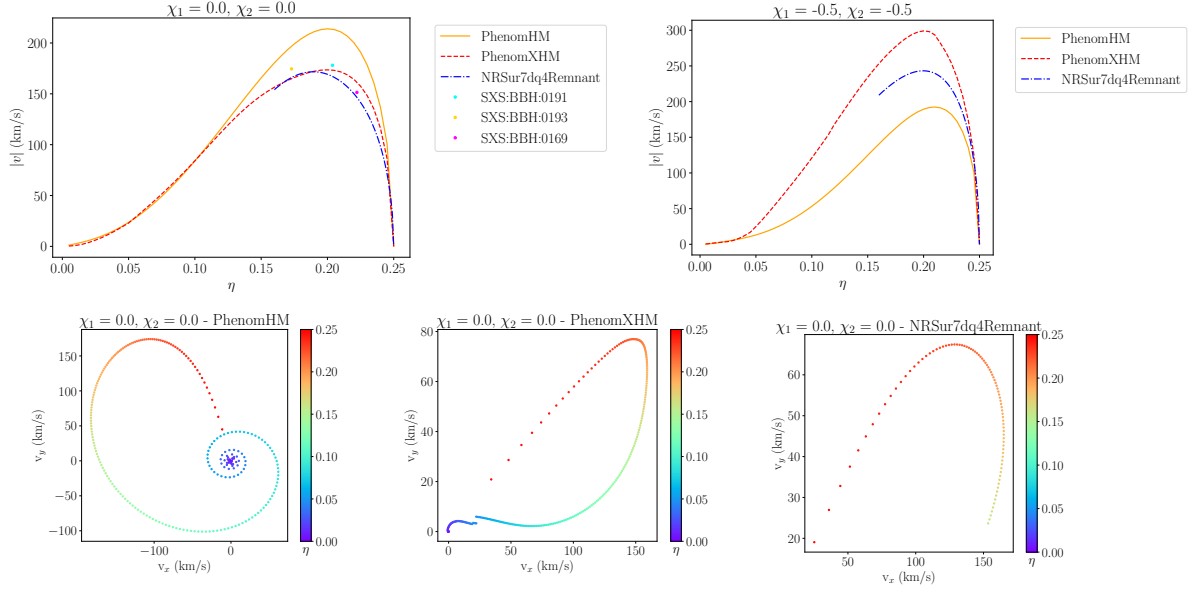 χ₁ = 0.0, χ₂ = 0.0
|v| (km/s)
200
150
100
50
0
0.00 0.05 0.10 0.15 0.20 0.25
η
PhenomHM
PhenomXHM
NRSur7dq4Remnant
SXS:BBH:0191
SXS:BBH:0193
SXS:BBH:0169
χ₁ = -0.5, χ₂ = -0.5
|v| (km/s)
300
250
200
150
100
50
0
0.00 0.05 0.10 0.15 0.20 0.25
η
PhenomHM
PhenomXHM
NRSur7dq4Remnant
χ₁ = 0.0, χ₂ = 0.0 - PhenomHM
v_y (km/s)
150
100
50
0
−50
−100
−100 0
v_x (km/s)
0.25
0.20
0.15
0.10
0.05
0.00
η
χ₁ = 0.0, χ₂ = 0.0 - PhenomXHM
v_y (km/s)
80
60
40
20
0
0 50 100 150
v_x (km/s)
0.25
0.20
0.15
0.10
0.05
0.00
η
χ₁ = 0.0, χ₂ = 0.0 - NRSur7dq4Remnant
v_y (km/s)
60
50
40
30
20
50 100 150
v_x (km/s)
0.25
0.20
0.15
0.10
0.05
0.00
η